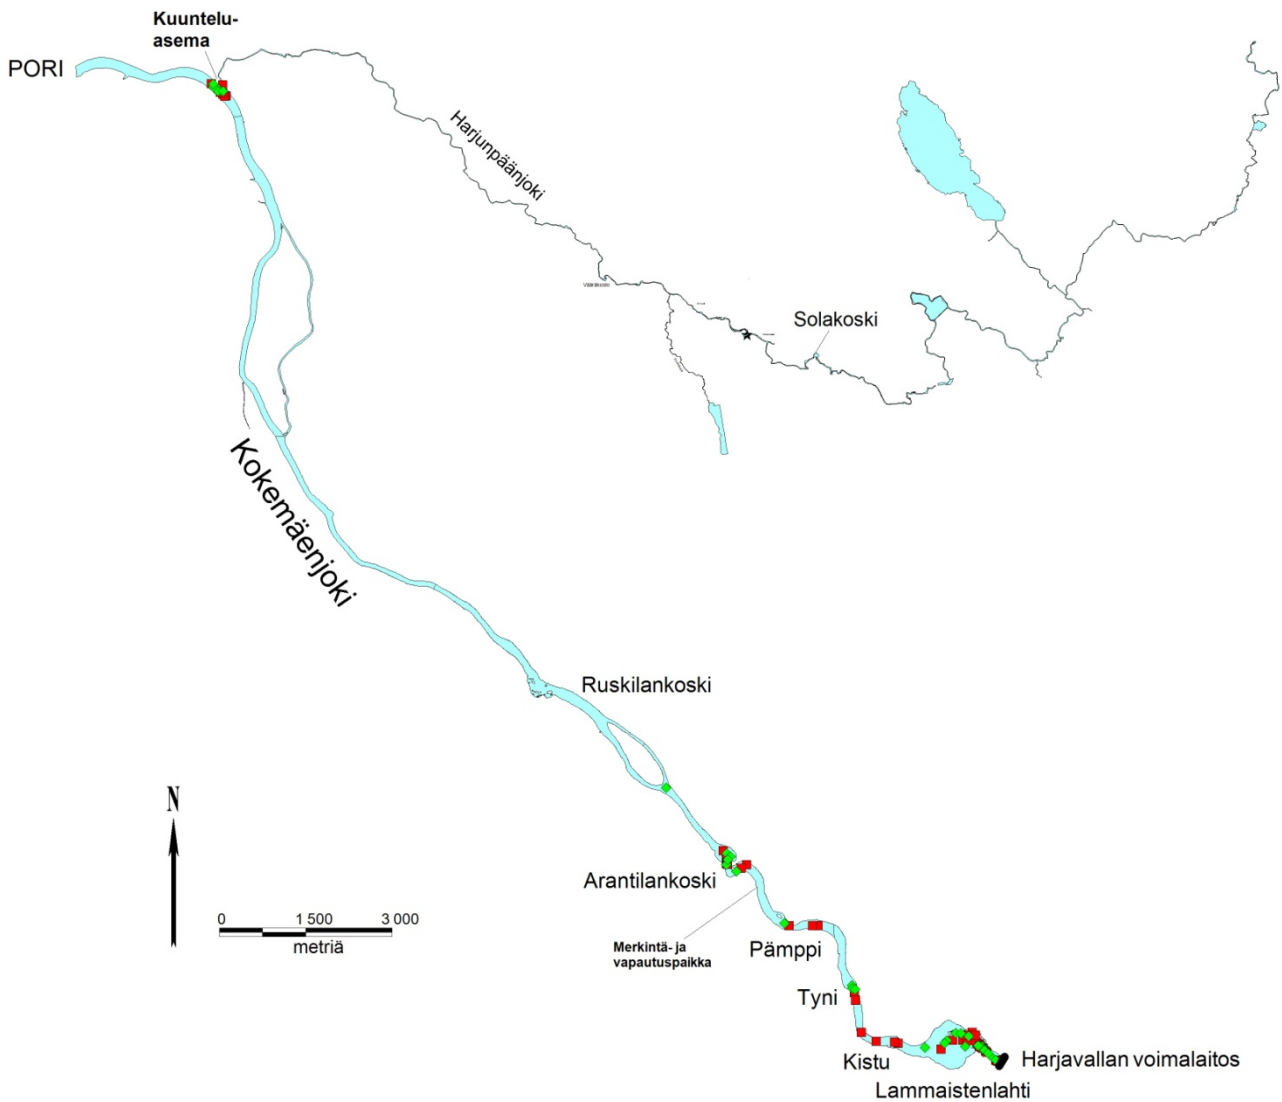 Kuuntelu-
asema
PORI
Harjunpäänjoki
Solakoski
Kokemäenjoki
Ruskilankoski
N
Arantilankoski
0 1 500 3 000
metriä
Merkintä- ja
vapautuspaikka
Pämppi
Tyni
Kistu
Harjavallan voimalaitos
Lammaistenlahti